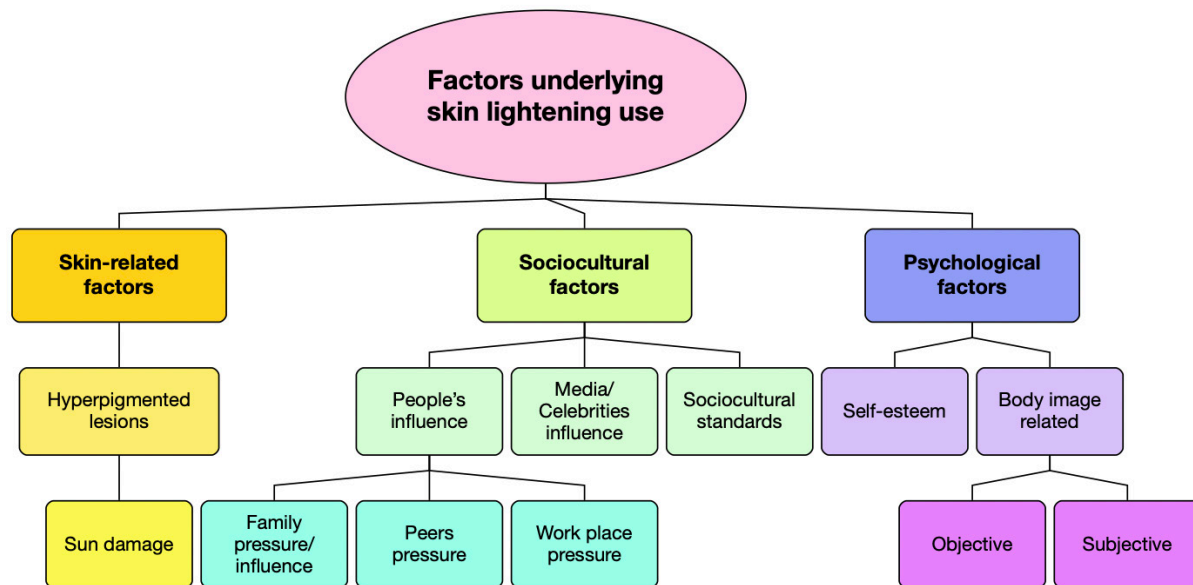 Factors underlying
skin lightening use
Skin-related
factors
Sociocultural
factors
Psychological
factors
Hyperpigmented
lesions
People's
influence
Media/
Celebrities
influence
Sociocultural
standards
Self-esteem
Body image
related
Sun damage
Family
pressure/
influence
Peers
pressure
Work place
pressure
Objective
Subjective